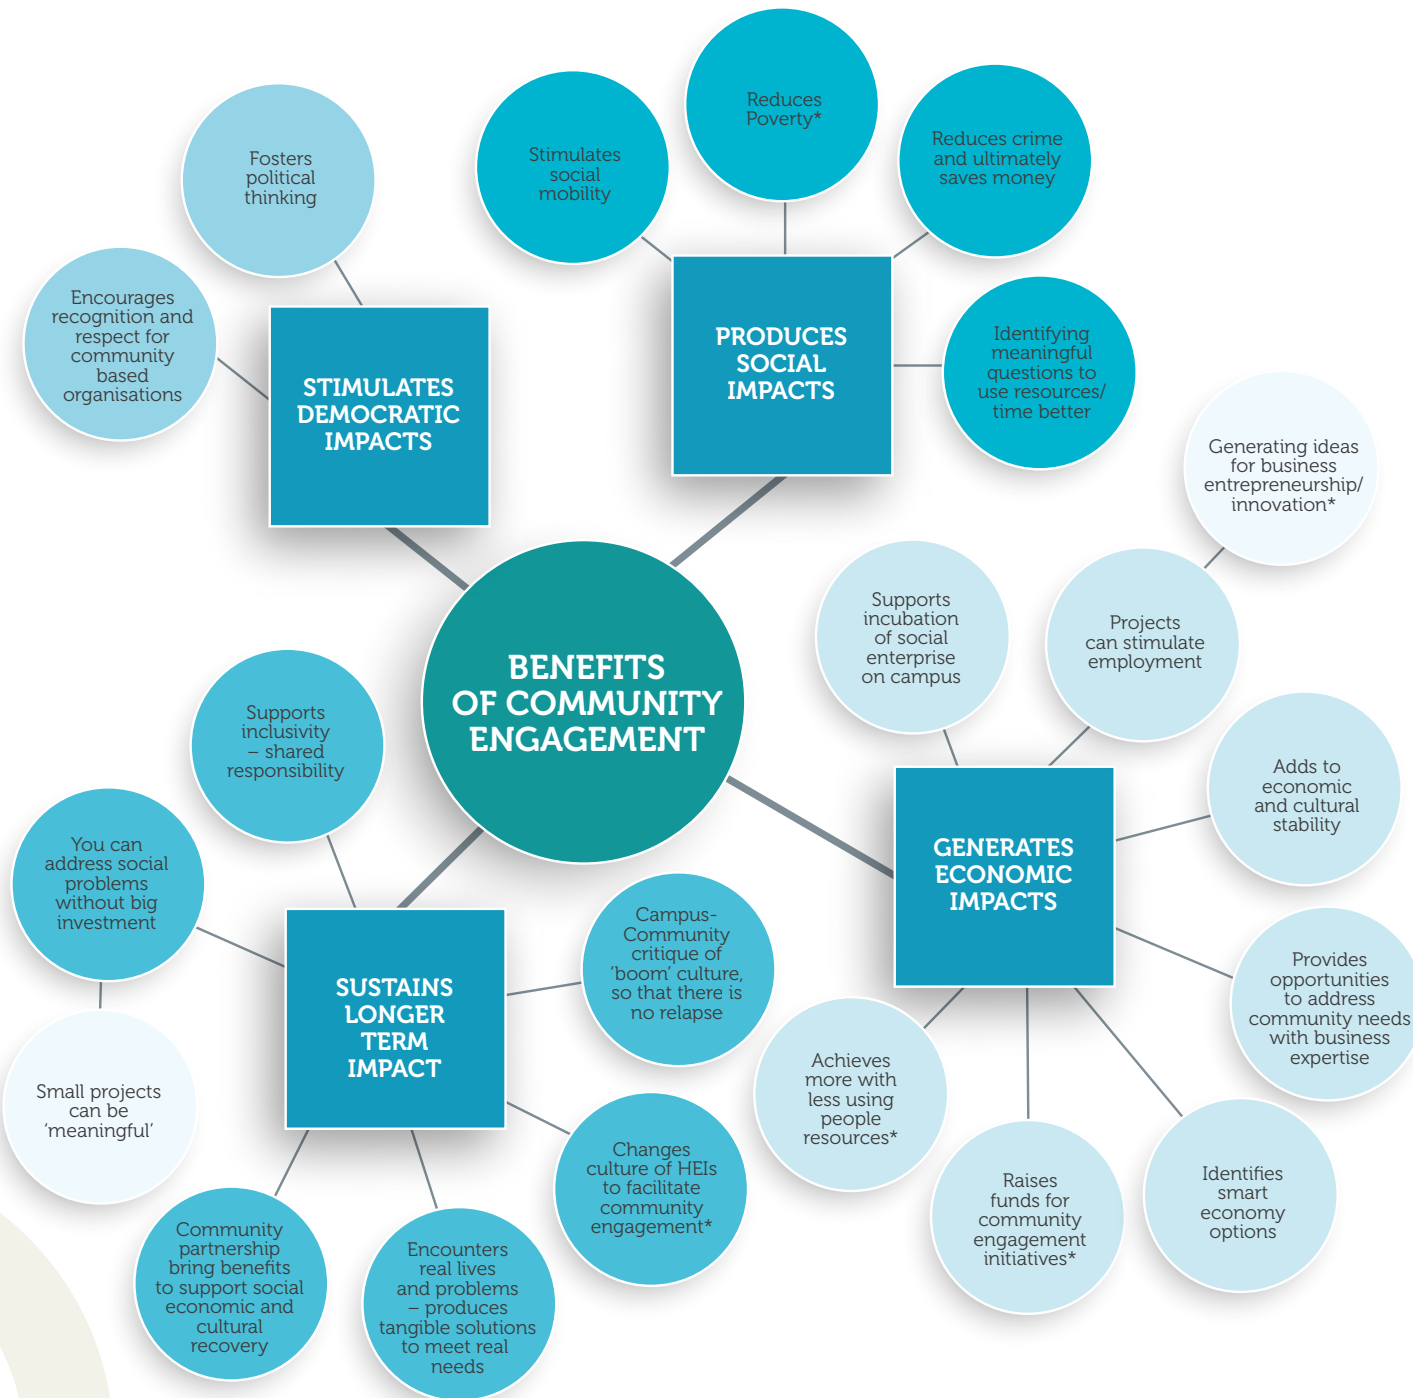 Reduces
Poverty*
Stimulates
social
mobility
Reduces crime
and ultimately
saves money
Fosters
political
thinking
Encourages
recognition and
respect for
community
based
organisations
STIMULATES
DEMOCRATIC
IMPACTS
PRODUCES
SOCIAL
IMPACTS
Identifying
meaningful
questions to
use resources/
time better
Generating ideas
for business
entrepreneurship/
innovation*
Supports
incubation
of social
enterprise
on campus
Projects
can stimulate
employment
BENEFITS
OF COMMUNITY
ENGAGEMENT
Supports
inclusivity
– shared
responsibility
Adds to
economic
and cultural
stability
You can
address social
problems
without big
investment
GENERATES
ECONOMIC
IMPACTS
Campus-
Community
critique of
‘boom’ culture,
so that there is
no relapse
Provides
opportunities
to address
community needs
with business
expertise
SUSTAINS
LONGER
TERM
IMPACT
Small projects
can be
‘meaningful’
Achieves
more with
less using
people
resources*
Changes
culture of HEIs
to facilitate
community
engagement*
Raises
funds for
community
engagement
initiatives*
Identifies
smart
economy
options
Community
partnership
bring benefits
to support social
economic and
cultural
recovery
Encounters
real lives
and problems
– produces
tangible solutions
to meet real
needs